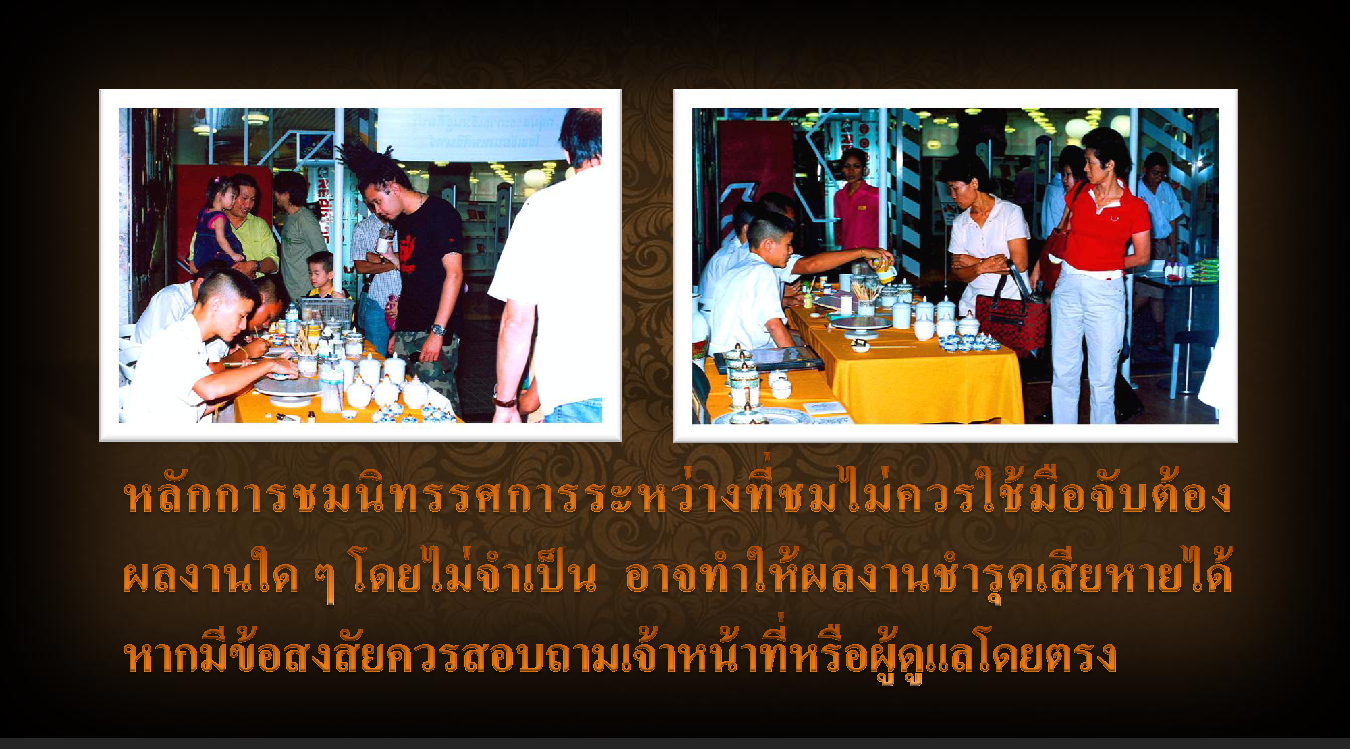 หลักการชมนิทรรศการระหว่างที่ชมไม่ควรใช้มือจับต้อง
ผลงานใด ๆ โดยไม่จำเป็น อาจทำให้ผลงานชำรุดเสียหายได้
หากมีข้อสงสัยควรสอบถามเจ้าหน้าที่หรือผู้ดูแลโดยตรง